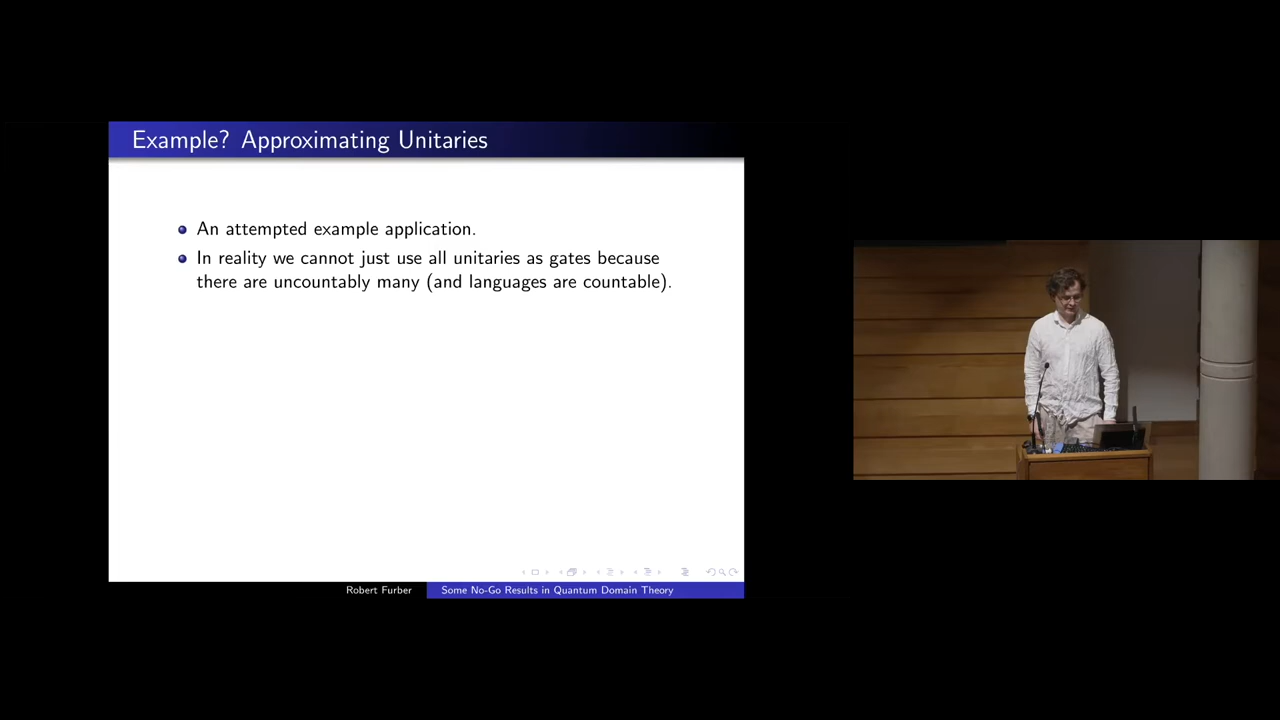 Example? Approximating Unitaries
An attempted example application.
In reality we cannot just use all unitaries as gates because
there are uncountably many (and languages are countable).
Robert Furber
Some No-Go Results in Quantum Domain Theory